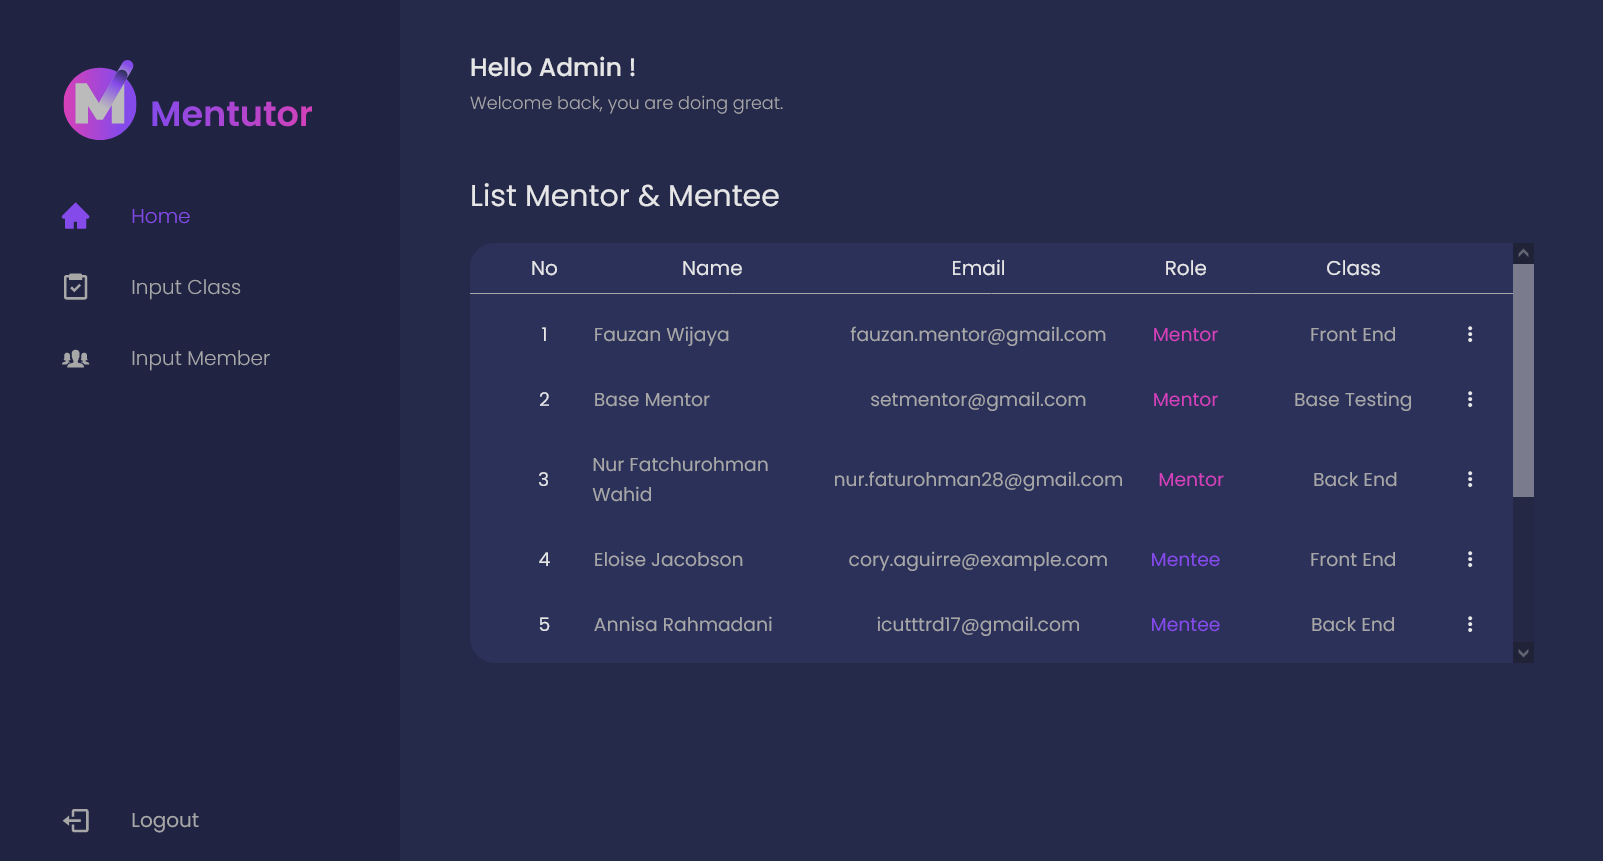 Mentutor
Home
Input Class
Input Member
Logout
Hello Admin !
Welcome back, you are doing great.
List Mentor & Mentee
No Name Email Role Class
1 Fauzan Wijaya fauzan.mentor@gmail.com Mentor Front End
2 Base Mentor setmentor@gmail.com Mentor Base Testing
3 Nur Fatchurohman Wahid nur.faturohman28@gmail.com Mentor Back End
4 Eloise Jacobson cory.aguirre@example.com Mentee Front End
5 Annisa Rahmadani icutttrd17@gmail.com Mentee Back End